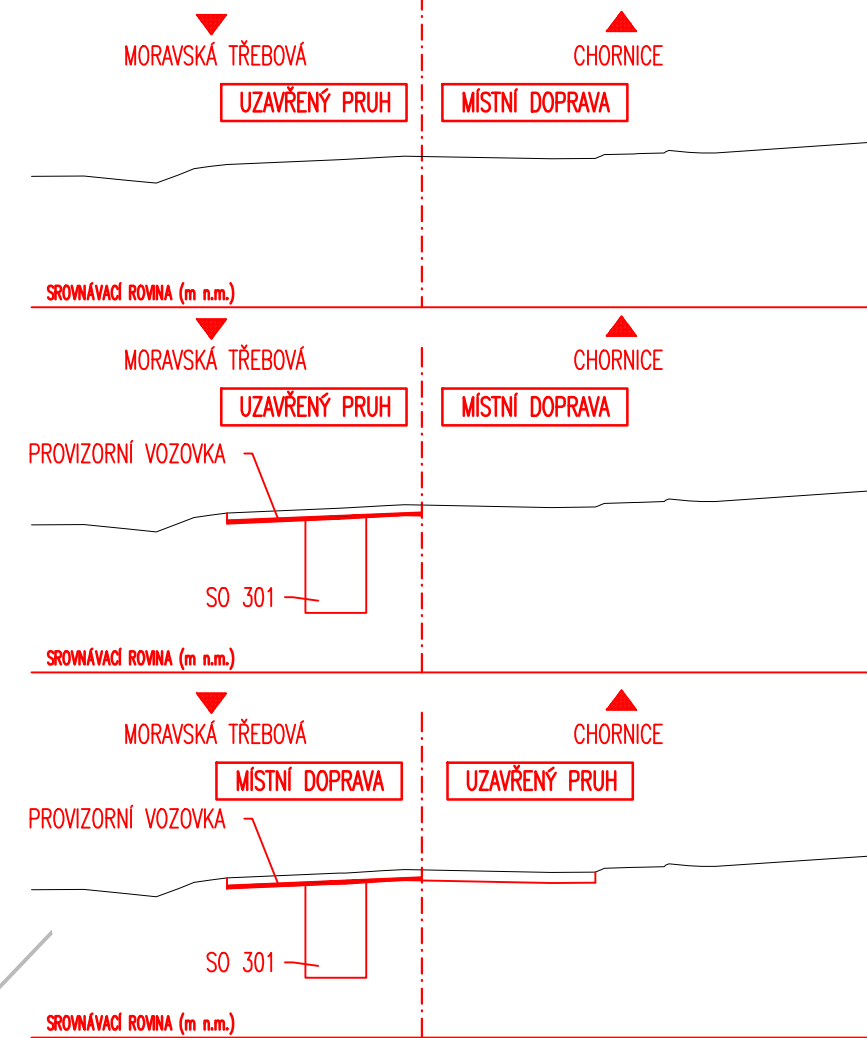 MORAVSKÁ TŘEBOVÁ
CHORNICE
UZAVŘENÝ PRUH
MÍSTNÍ DOPRAVA
SROVNÁVACÍ ROVINA (m n.m.)
MORAVSKÁ TŘEBOVÁ
CHORNICE
UZAVŘENÝ PRUH
MÍSTNÍ DOPRAVA
PROVIZORNÍ VOZOVKA
SO 301
SROVNÁVACÍ ROVINA (m n.m.)
MORAVSKÁ TŘEBOVÁ
CHORNICE
MÍSTNÍ DOPRAVA
UZAVŘENÝ PRUH
PROVIZORNÍ VOZOVKA
SO 301
SROVNÁVACÍ ROVINA (m n.m.)